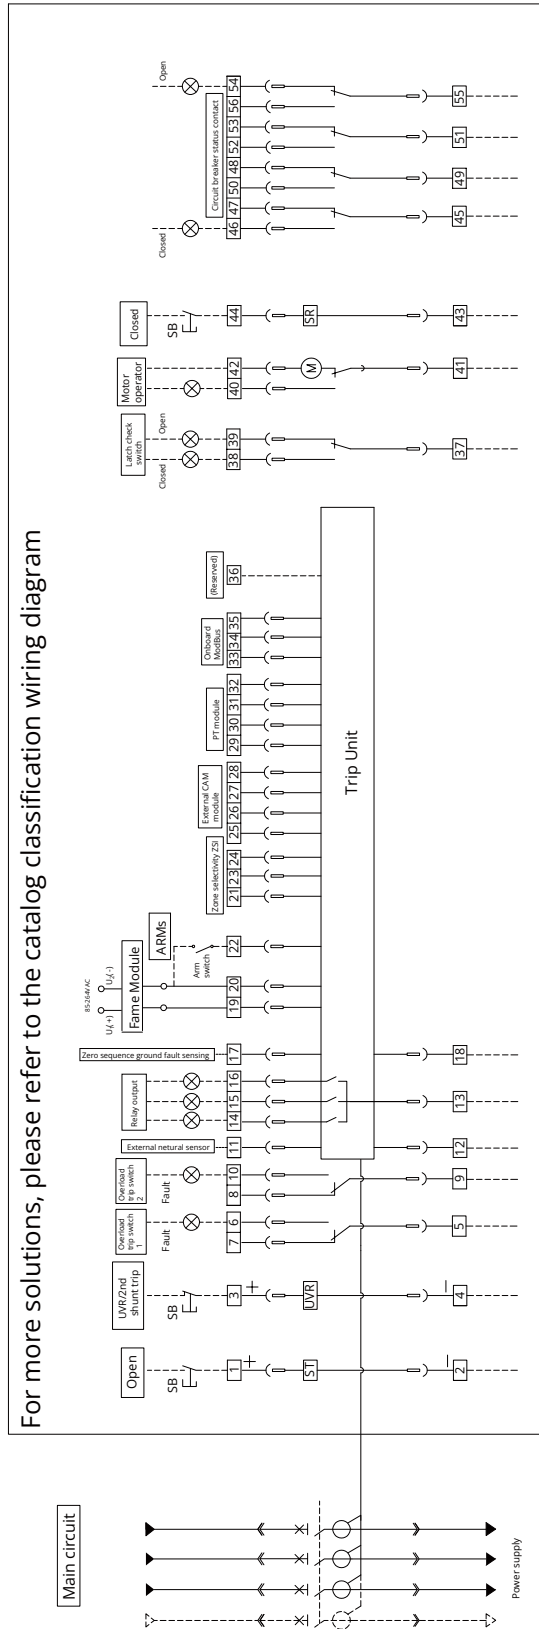 For more solutions, please refer to the catalog classification wiring diagram
Main circuit
Power supply
Open
SB
1
+
ST
−
2
UVR/2nd
shunt trip
SB
3
+
UVR
−
4
Overload
trip switch
1
Fault
7 6
5
Overload
trip switch
2
Fault
8 10
9
External netural sensor
11
12
Relay output
14 15 16
13
Zero sequence ground fault sensing
17
18
85-264V AC
U1(+) U2(-)
Fame Module
19 20
ARMs
Arm
switch
22
Zone selectivity ZSI
21 23 24
External CAM
module
25 26 27 28
PT module
29 30 31 32
Onboard
ModBus
33 34 35
(Reserved)
36
Trip Unit
Latch check
switch
Closed
Open
38 39
37
Motor
operator
40 42
M
41
Closed
SB
44
SR
43
Closed
Open
Circuit breaker status contact
46 47 50 48 52 53 56 54
45
49
51
55